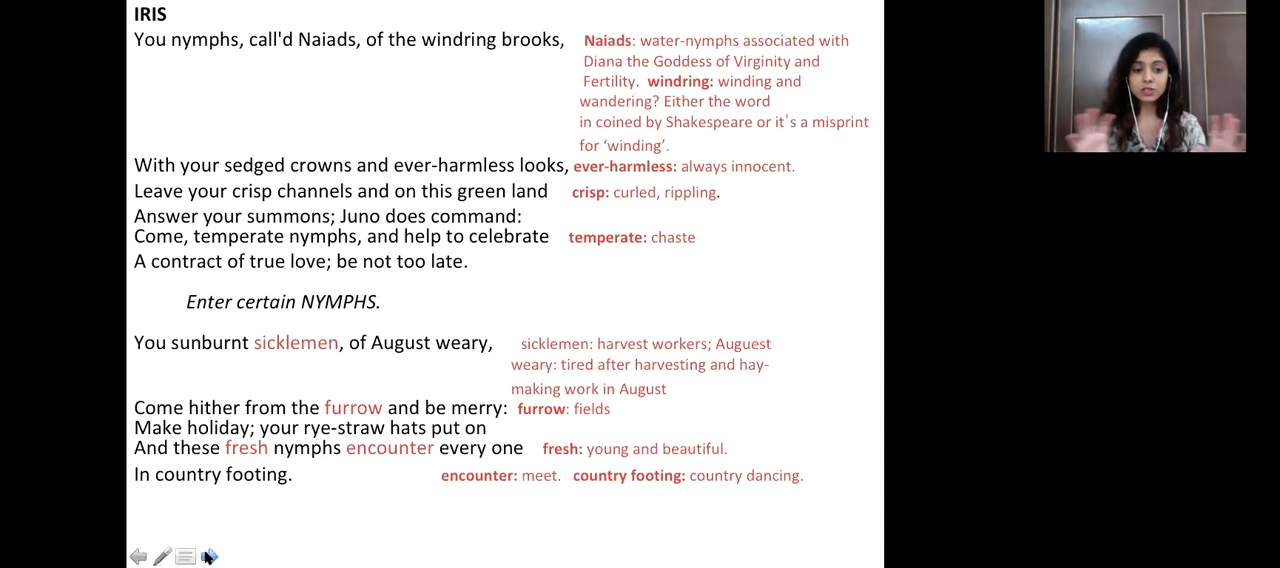 IRIS
You nymphs, call'd Naiads, of the windring brooks, Naiads: water-nymphs associated with
Diana the Goddess of Virginity and
Fertility. windring: winding and
wandering? Either the word
in coined by Shakespeare or it's a misprint
for ‘winding’.
With your sedged crowns and ever-harmless looks, ever-harmless: always innocent.
Leave your crisp channels and on this green land crisp: curled, rippling.
Answer your summons; Juno does command:
Come, temperate nymphs, and help to celebrate temperate: chaste
A contract of true love; be not too late.
Enter certain NYMPHS.
You sunburnt sicklemen, of August weary, sicklemen: harvest workers; Auguest
weary: tired after harvesting and hay-
making work in August
Come hither from the furrow and be merry: furrow: fields
Make holiday; your rye-straw hats put on
And these fresh nymphs encounter every one fresh: young and beautiful.
In country footing. encounter: meet. country footing: country dancing.